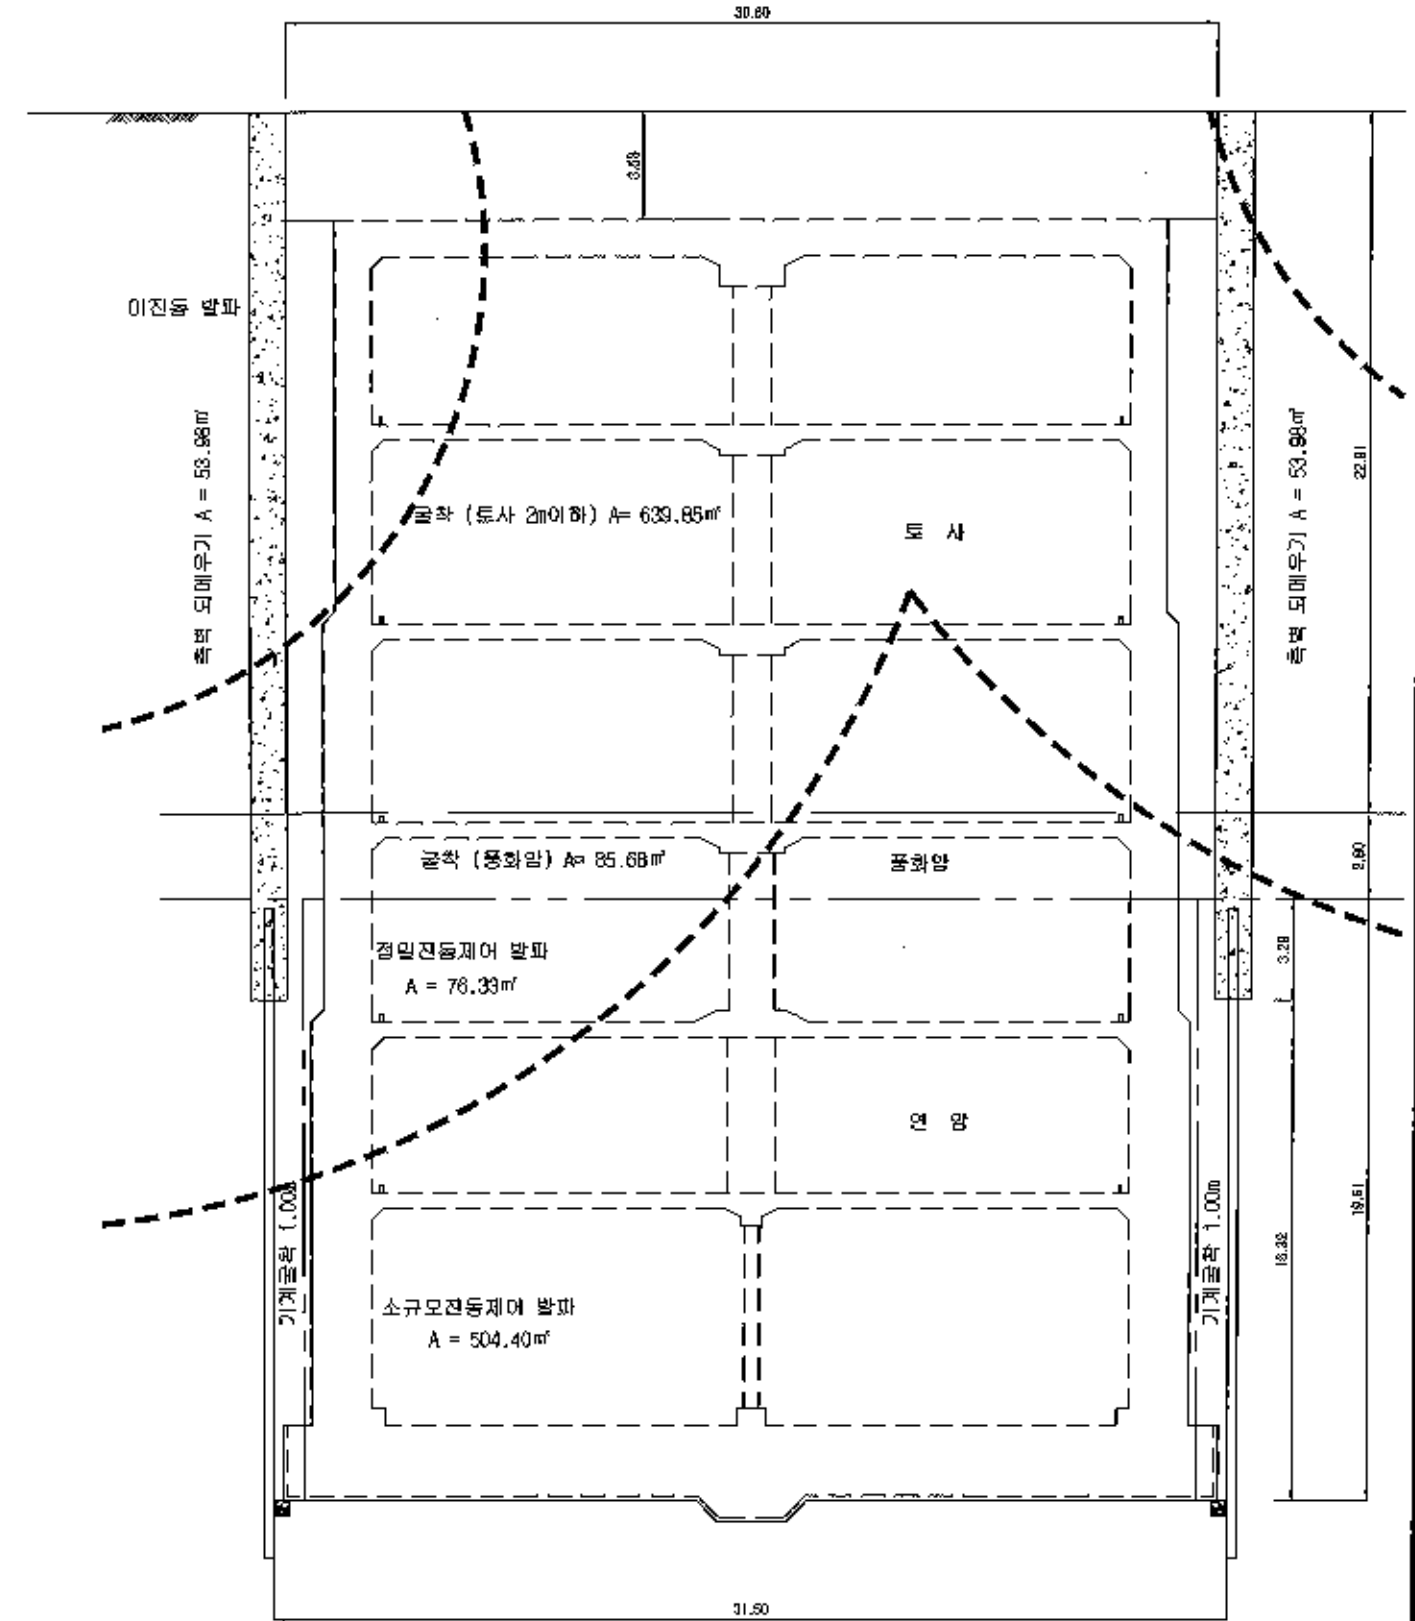 30.60
3.53
이진동 발파
측벽 되메우기 A = 53.98㎡
측벽 되메우기 A = 53.98㎡
22.91
굴착 (토사 2m이하) A= 639.85㎡
토 사
굴착 (풍화암) A= 85.68㎡
풍화암
2.80
정밀진동제어 발파
A = 76.33㎡
3.29
연 암
기계굴착 1.00m
기계굴착 1.00m
19.61
16.32
소규모진동제어 발파
A = 504.40㎡
31.50